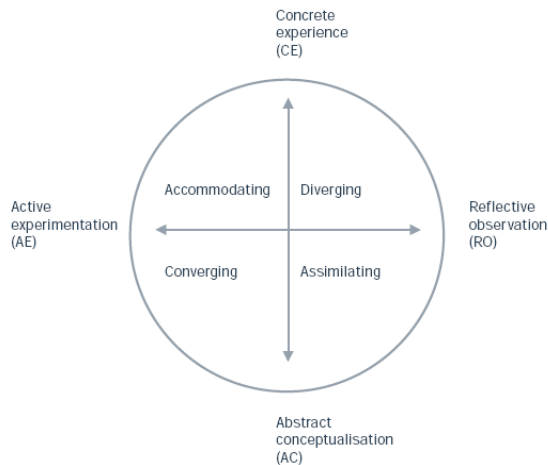 Concrete
experience
(CE)
Accommodating
Diverging
Active
experimentation
(AE)
Reflective
observation
(RO)
Converging
Assimilating
Abstract
conceptualisation
(AC)